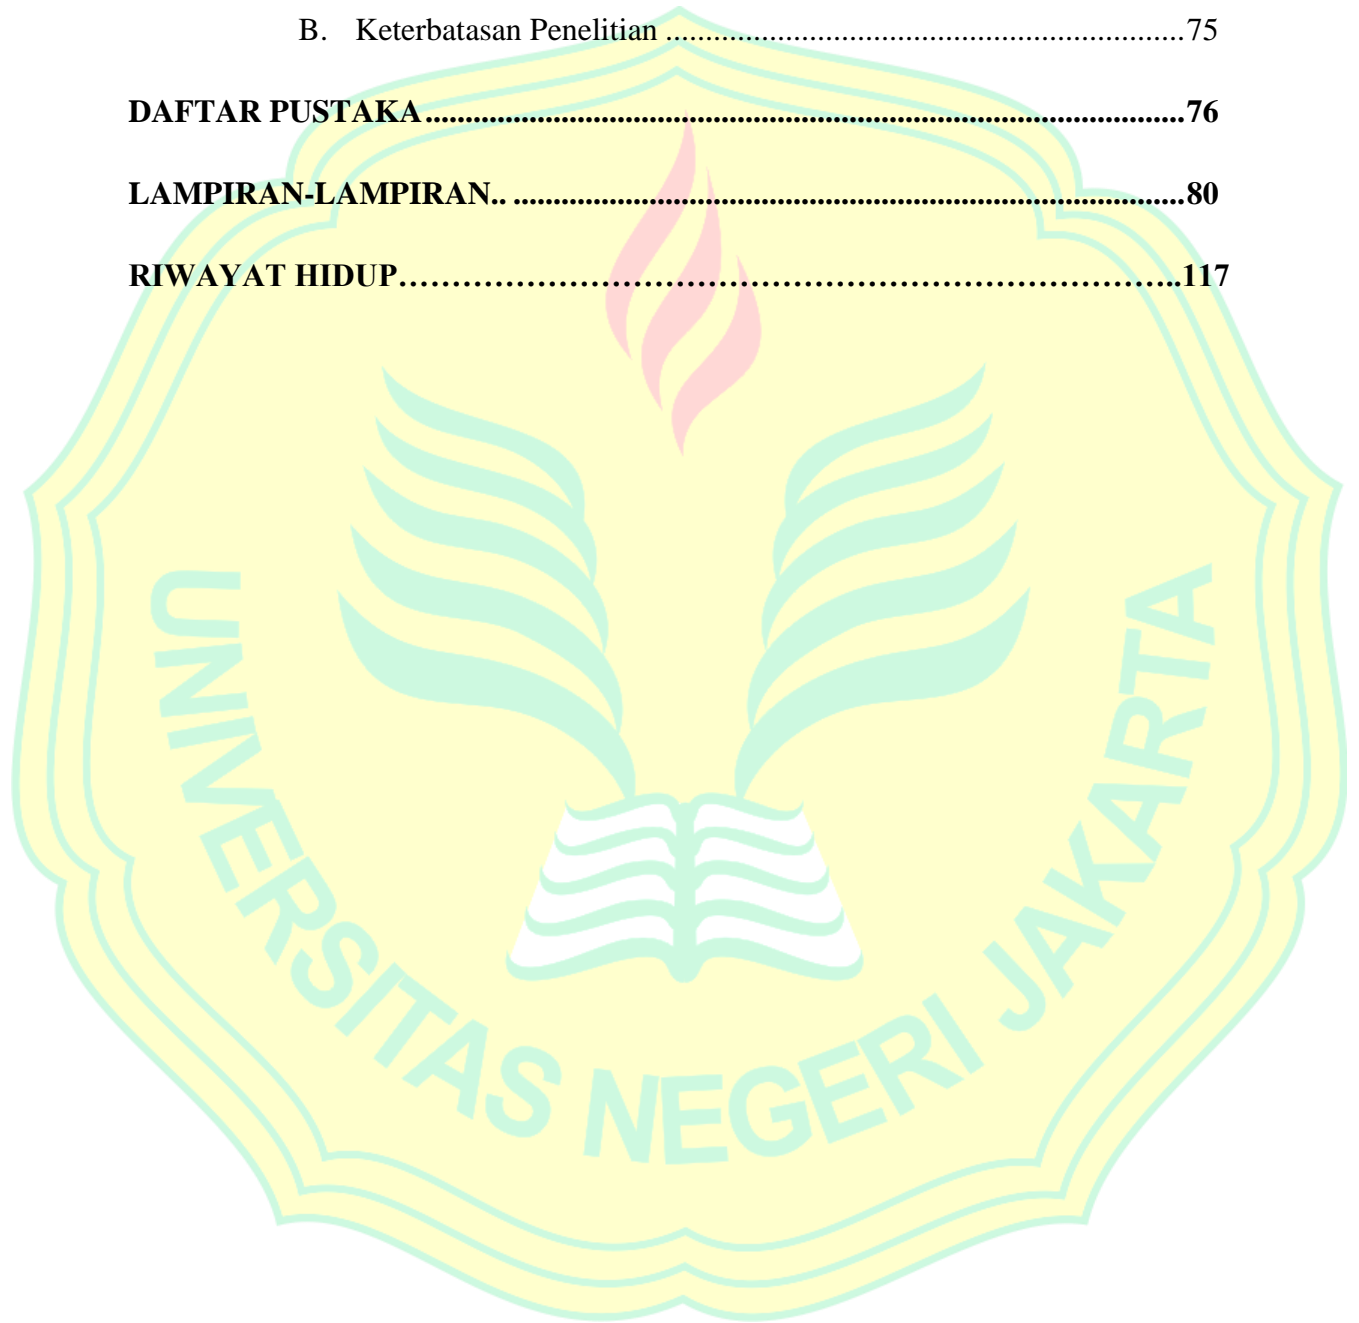 B. Keterbatasan Penelitian ................................................................. 75
DAFTAR PUSTAKA ............................................................................................... 76
LAMPIRAN-LAMPIRAN.. .................................................................................... 80
RIWAYAT HIDUP………………………………………………………………..117
UNIVERSITAS NEGERI JAKARTA